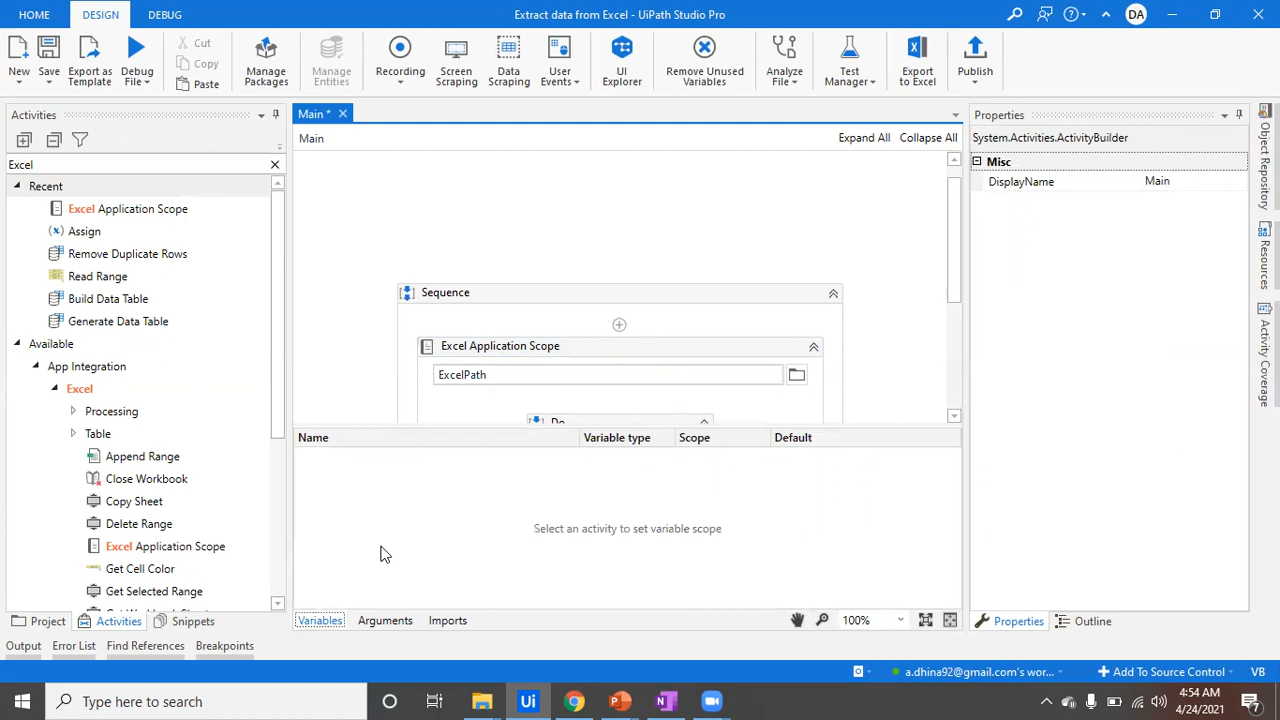 HOME
DESIGN
DEBUG
Extract data from Excel - UiPath Studio Pro
DA
New
Save
Export as Template
Debug File
Cut
Copy
Paste
Manage Packages
Manage Entities
Recording
Screen Scraping
Data Scraping
User Events
UI Explorer
Remove Unused Variables
Analyze File
Test Manager
Export to Excel
Publish
Activities
Excel
Recent
Excel Application Scope
Assign
Remove Duplicate Rows
Read Range
Build Data Table
Generate Data Table
Available
App Integration
Excel
Processing
Table
Append Range
Close Workbook
Copy Sheet
Delete Range
Excel Application Scope
Get Cell Color
Get Selected Range
Project
Activities
Snippets
Main *
Main
Expand All
Collapse All
Sequence
Excel Application Scope
ExcelPath
Do
Name
Variable type
Scope
Default
Select an activity to set variable scope
Variables
Arguments
Imports
100%
Properties
System.Activities.ActivityBuilder
Misc
DisplayName
Main
Properties
Outline
Object Repository
Resources
Activity Coverage
Output
Error List
Find References
Breakpoints
a.dhina92@gmail.com's wor...
Add To Source Control
VB
Type here to search
Ui
4:54 AM
4/24/2021
7